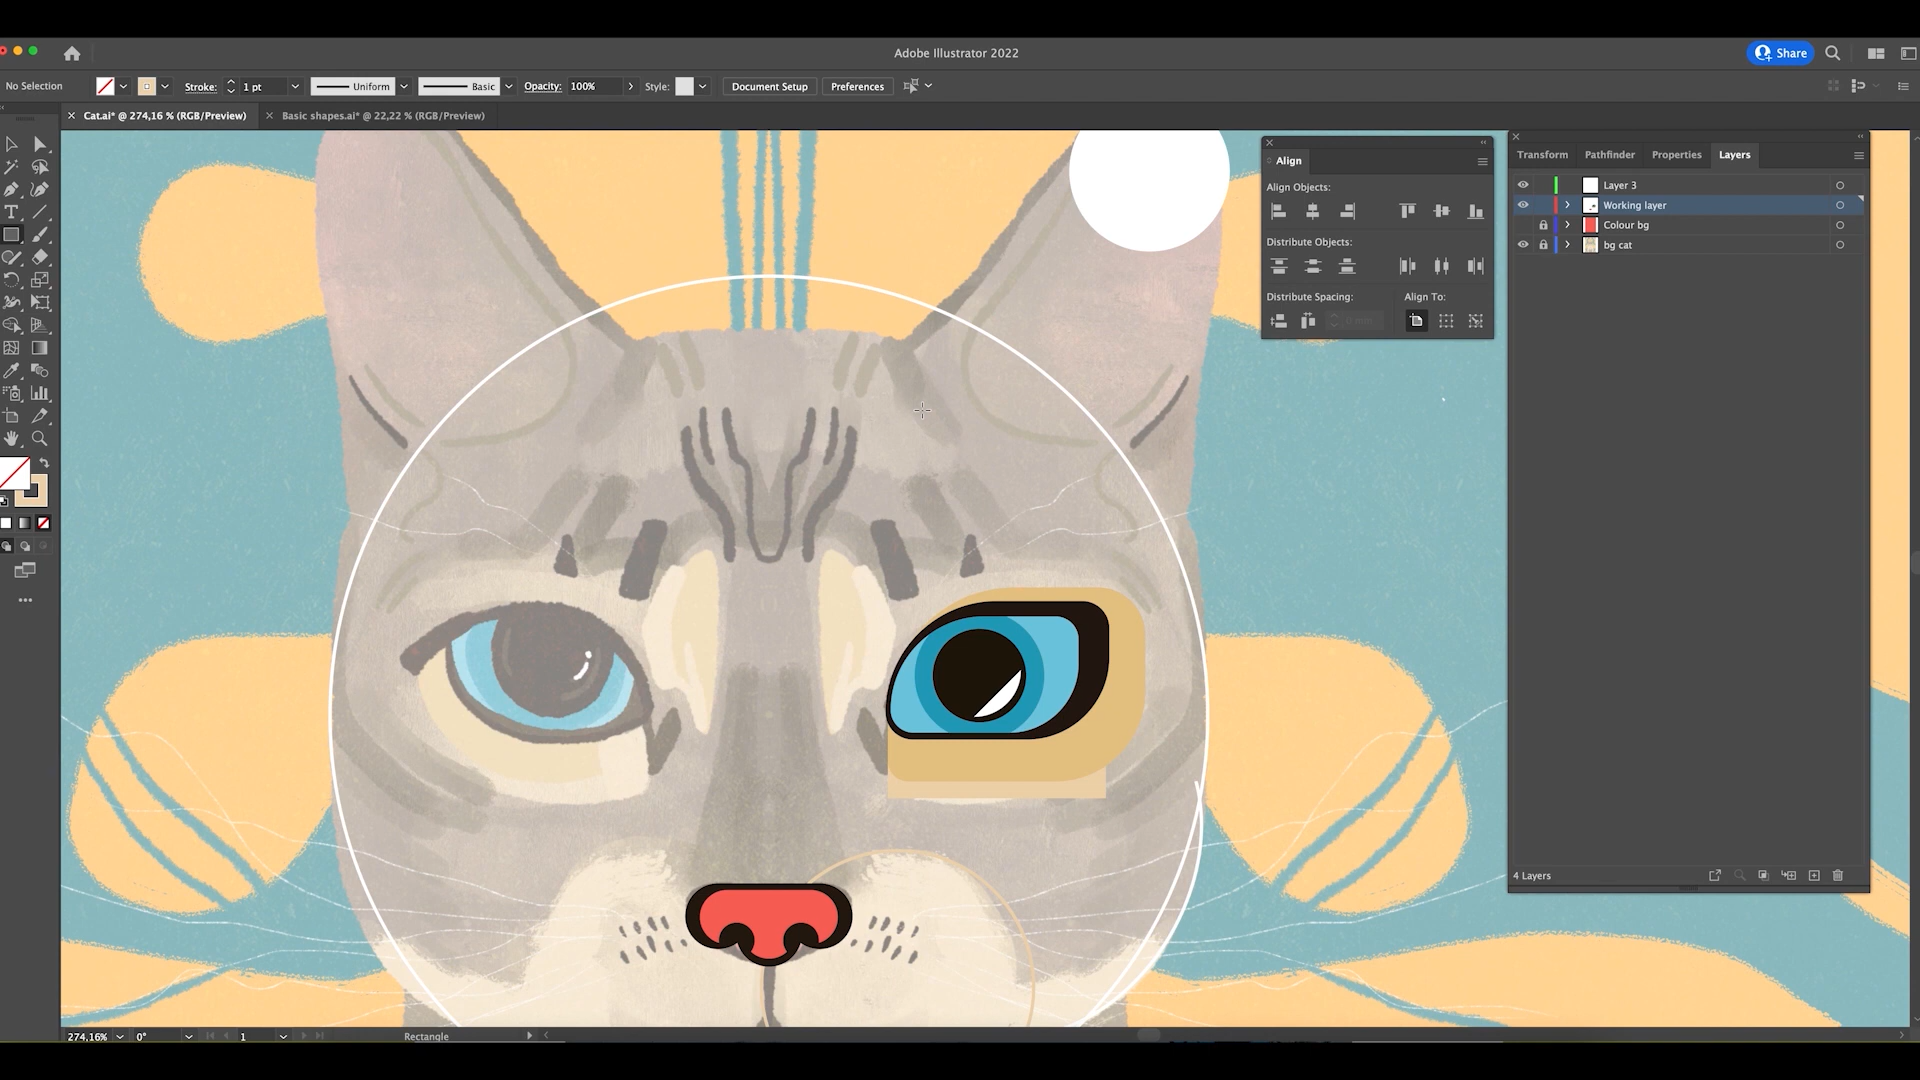 Adobe Illustrator 2022
Share
No Selection
Stroke:
1 pt
Uniform
Basic
Opacity:
100%
Style:
Document Setup
Preferences
Cat.ai* @ 274,16 % (RGB/Preview)
Basic shapes.ai* @ 22,22 % (RGB/Preview)
Align
Align Objects:
Distribute Objects:
Distribute Spacing:
Align To:
Transform
Pathfinder
Properties
Layers
Layer 3
Working layer
Colour bg
bg cat
4 Layers
274,16%
0°
1
Rectangle